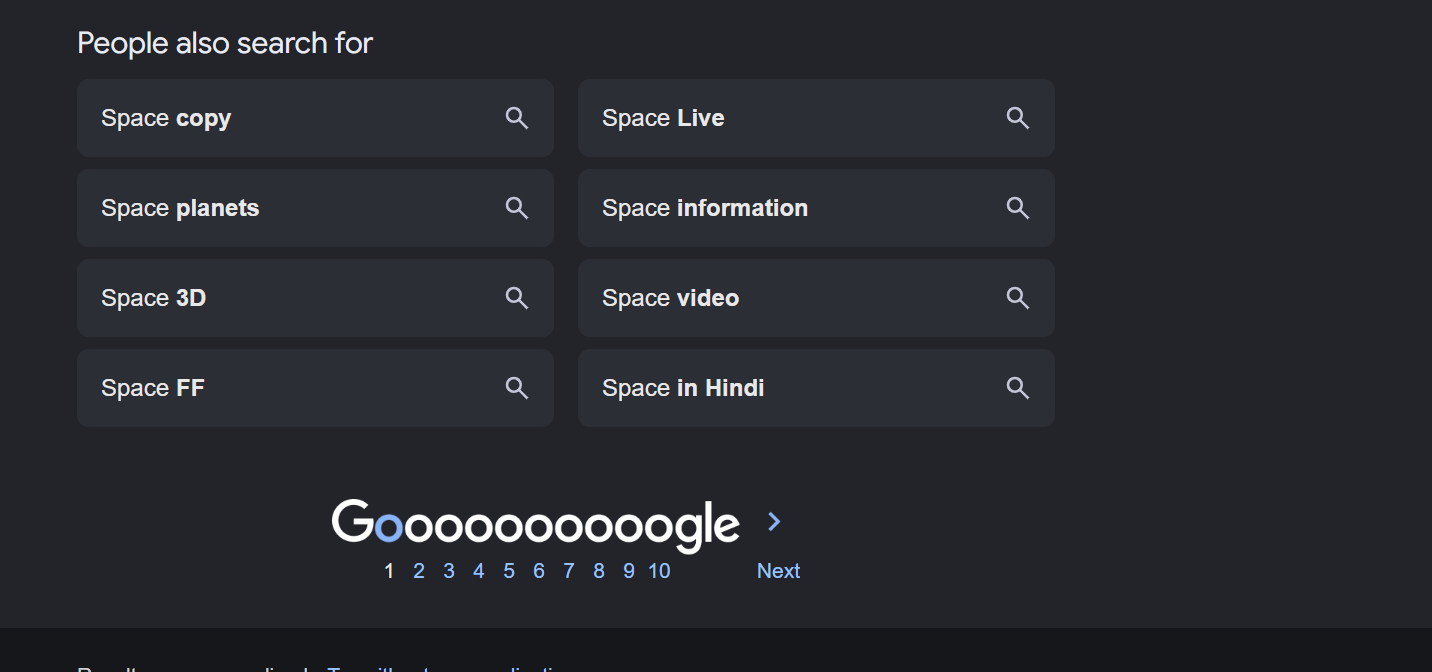 People also search for
Space copy
Space Live
Space planets
Space information
Space 3D
Space video
Space FF
Space in Hindi
Goooooooooogle
1 2 3 4 5 6 7 8 9 10 Next